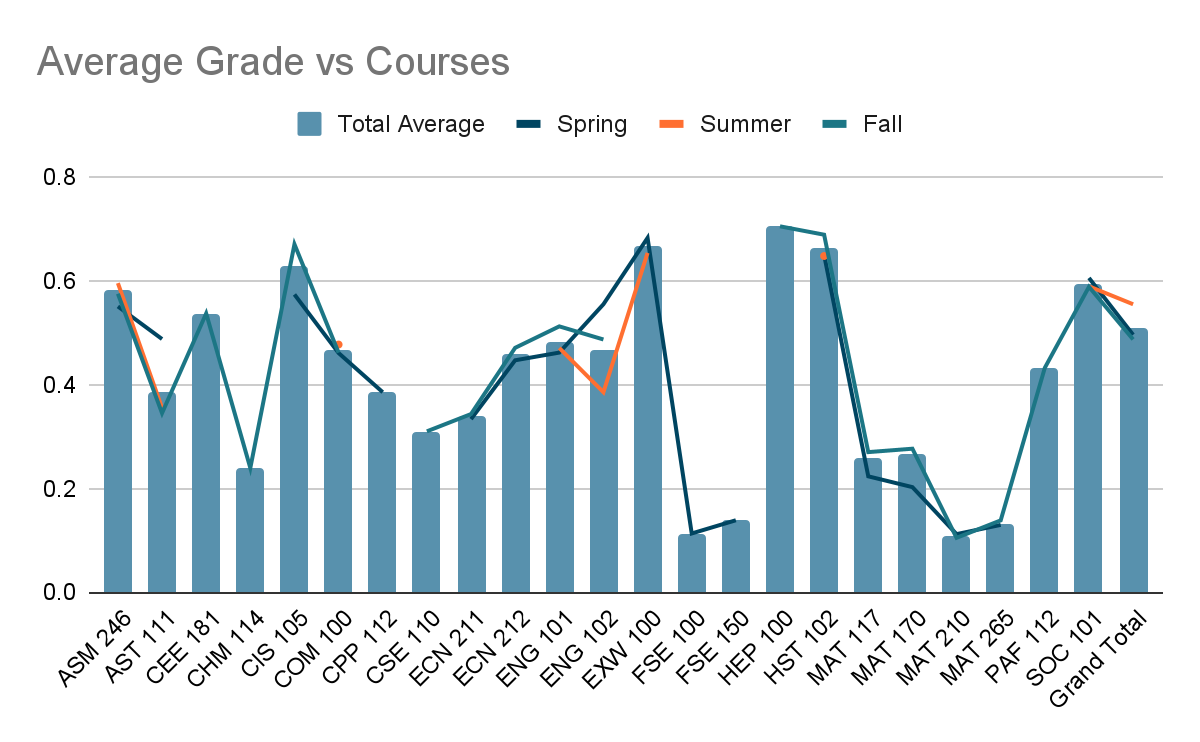 Average Grade vs Courses
Total Average Spring Summer Fall
0.8
0.6
0.4
0.2
0.0
ASM 246
AST 111
CEE 181
CHM 114
CIS 105
COM 100
CPP 112
CSE 110
ECN 211
ECN 212
ENG 101
ENG 102
EXW 100
FSE 100
FSE 150
HEP 100
HST 102
MAT 117
MAT 170
MAT 210
MAT 265
PAF 112
SOC 101
Grand Total